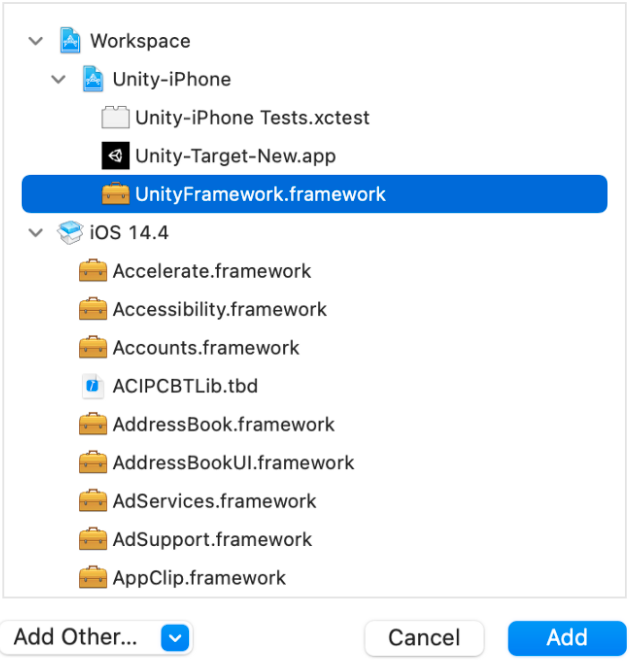 Workspace
Unity-iPhone
Unity-iPhone Tests.xctest
Unity-Target-New.app
UnityFramework.framework
iOS 14.4
Accelerate.framework
Accessibility.framework
Accounts.framework
ACIPCBTLib.tbd
AddressBook.framework
AddressBookUI.framework
AdServices.framework
AdSupport.framework
AppClip.framework
Add Other... Cancel Add